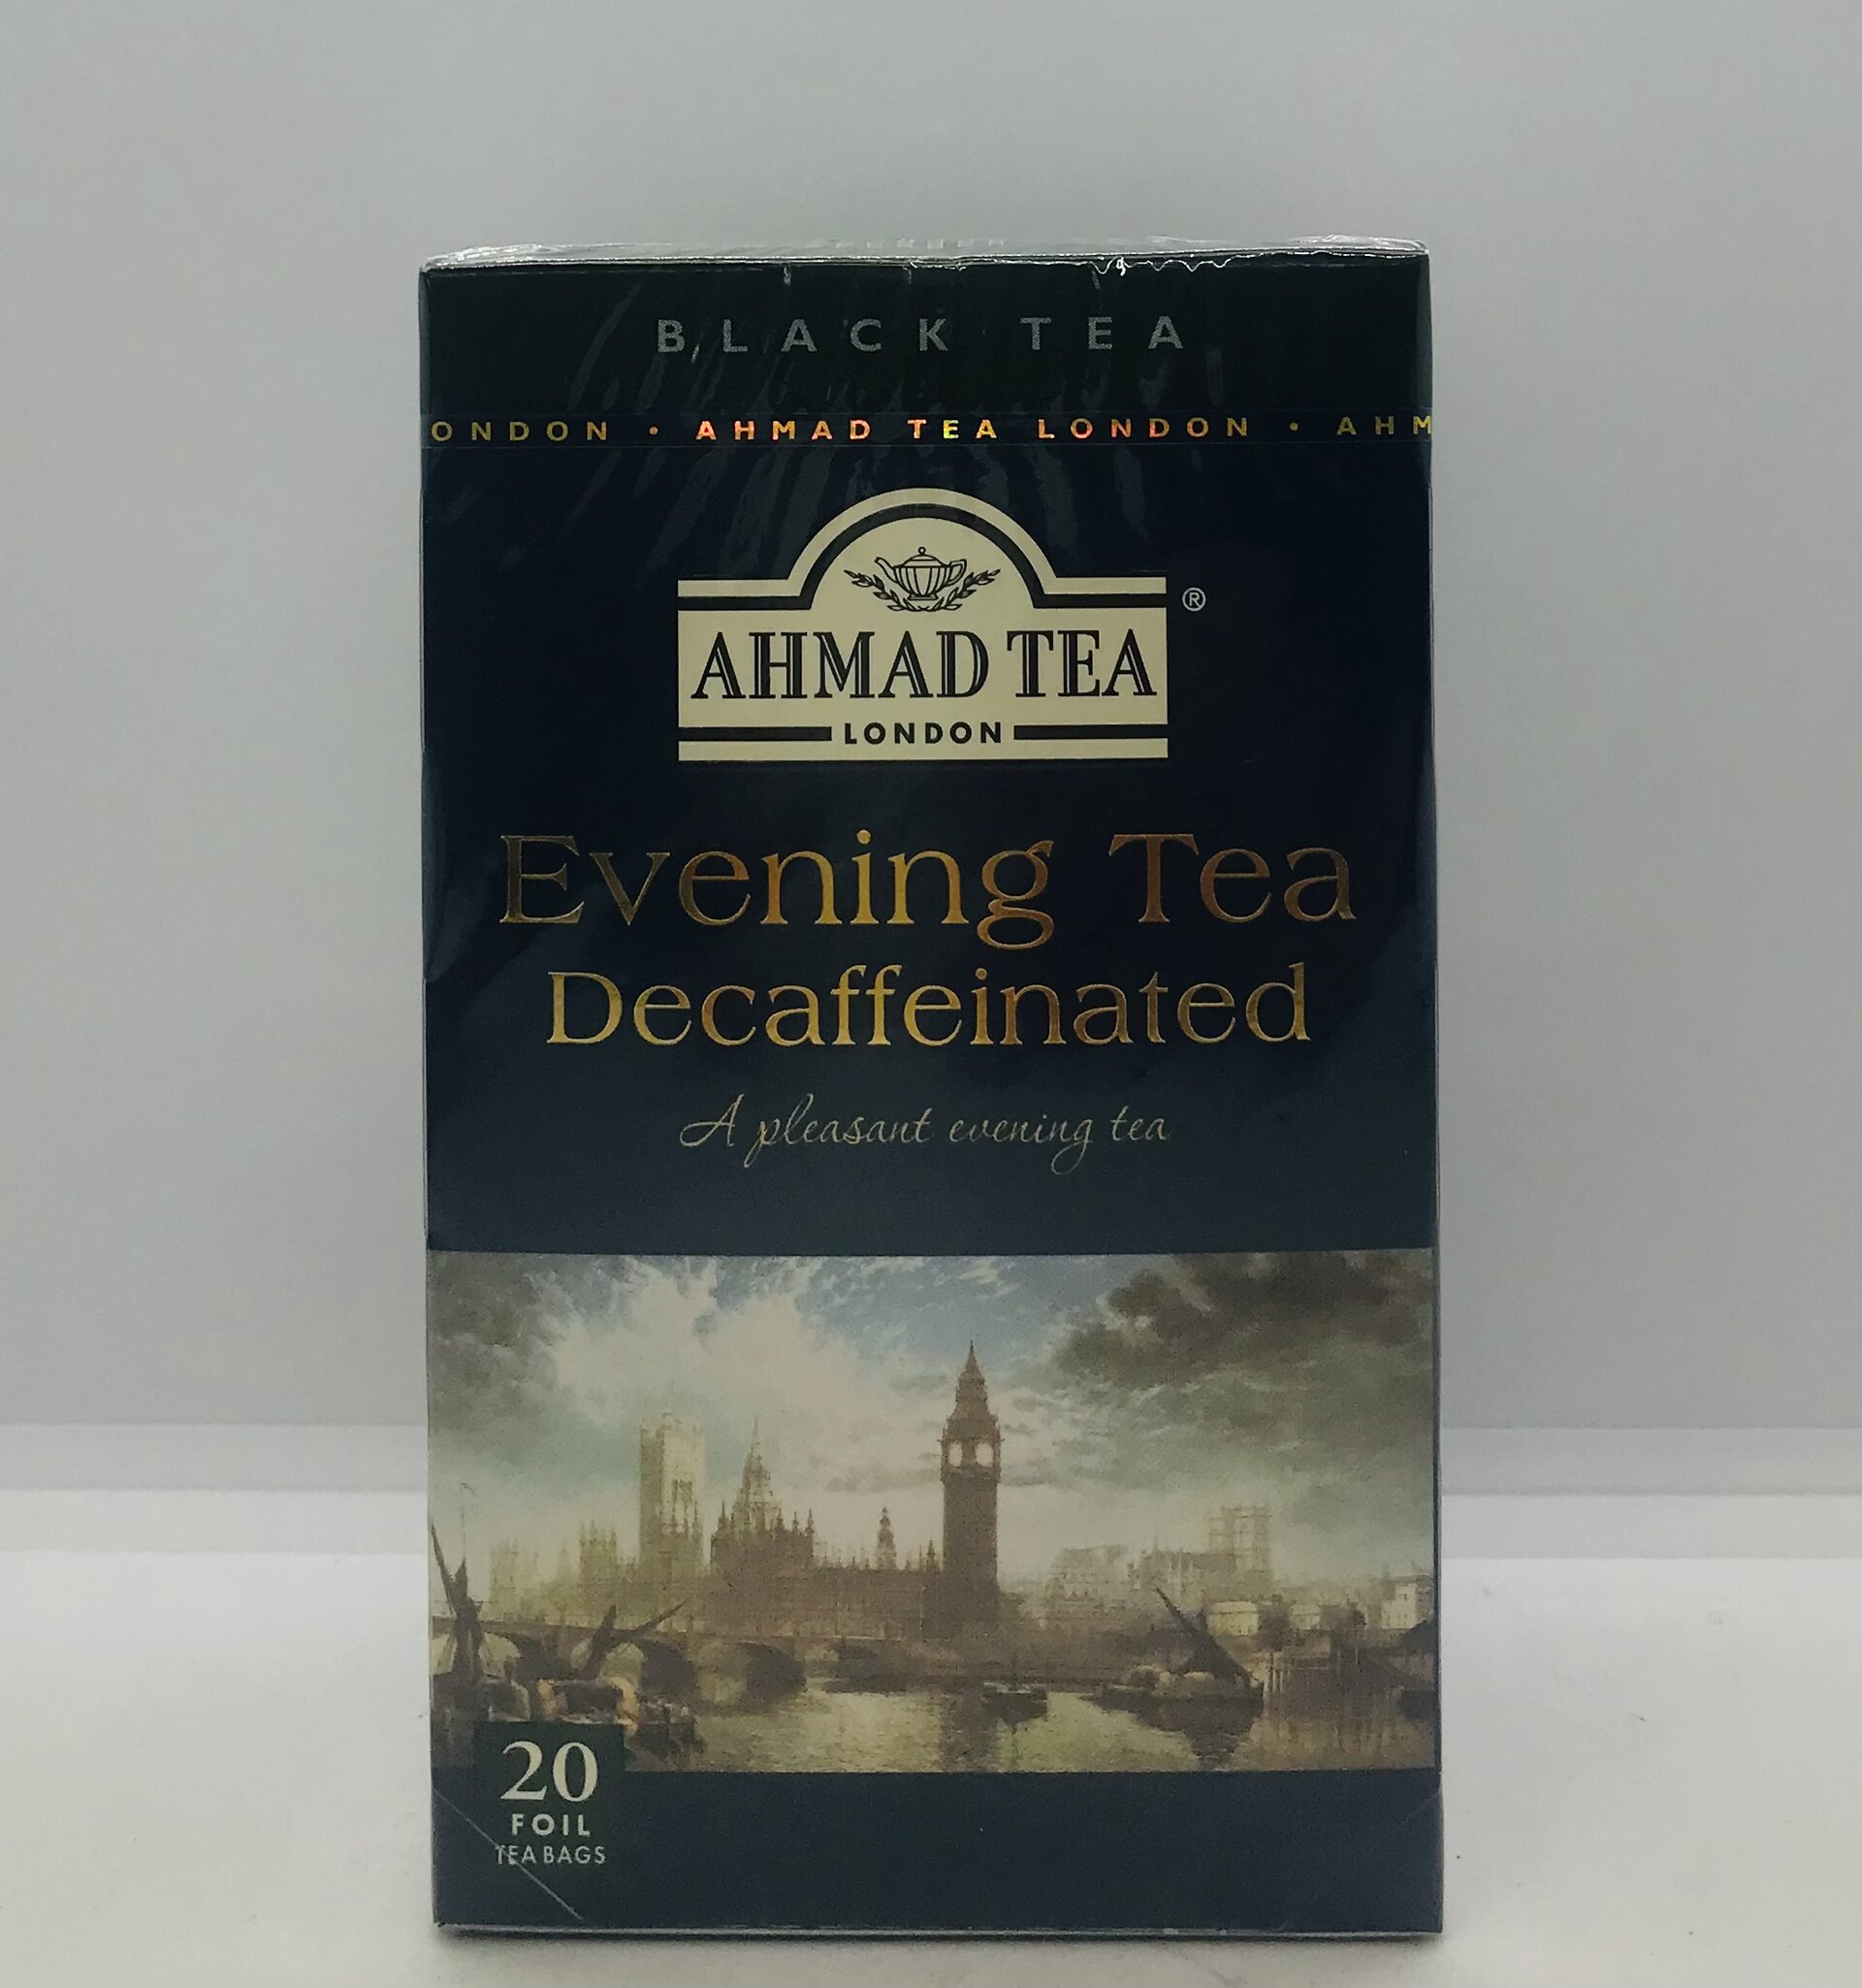 BLACK TEA
ONDON • AHMAD TEA LONDON • AHM
AHMAD TEA ®
LONDON
Evening Tea
Decaffeinated
A pleasant evening tea
20
FOIL
TEA BAGS